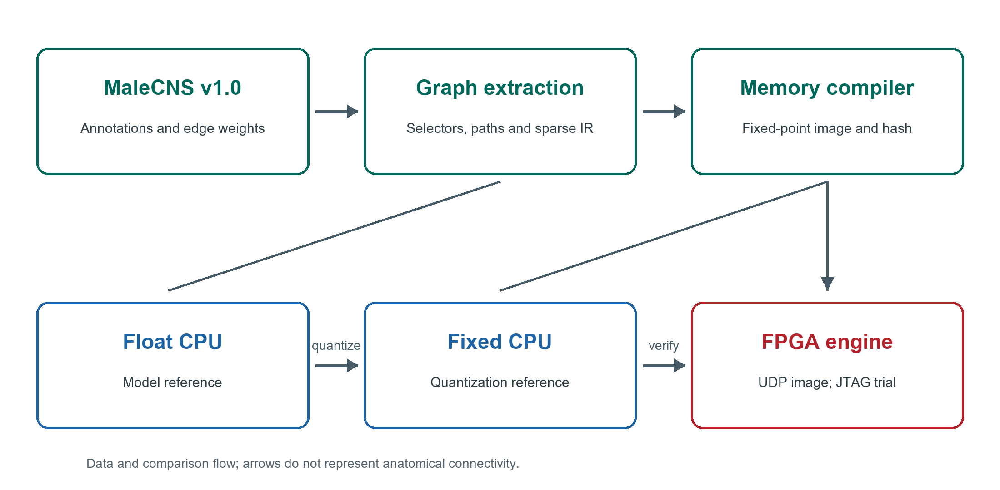 MaleCNS v1.0
Annotations and edge weights
Graph extraction
Selectors, paths and sparse IR
Memory compiler
Fixed-point image and hash
Float CPU
Model reference
quantize
Fixed CPU
Quantization reference
verify
FPGA engine
UDP image; JTAG trial
Data and comparison flow; arrows do not represent anatomical connectivity.